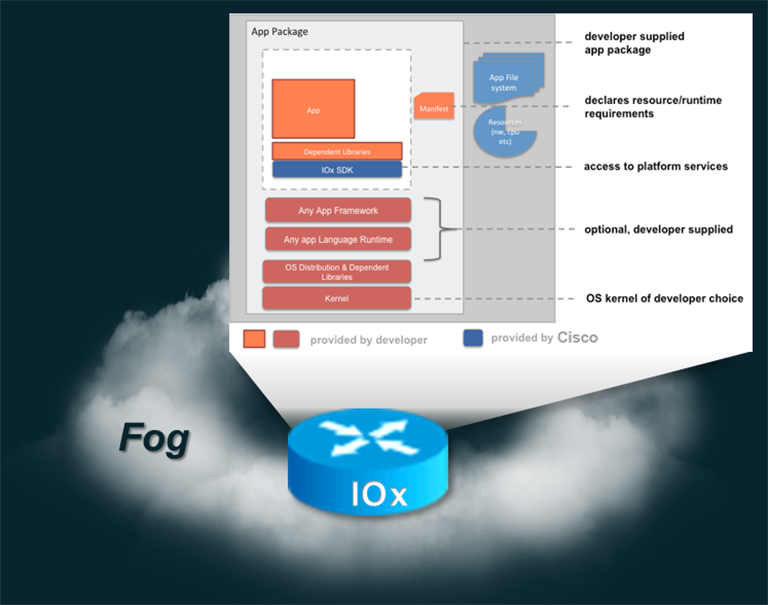 App Package
developer supplied
app package
App File
system
App
Manifest
declares resource/runtime
requirements
Resources
(nw, cpu
etc)
Dependent Libraries
IOx SDK
access to platform services
Any App Framework
Any app Language Runtime
optional, developer supplied
OS Distribution & Dependent
Libraries
Kernel
OS kernel of developer choice
provided by developer
provided by Cisco
Fog
IOx